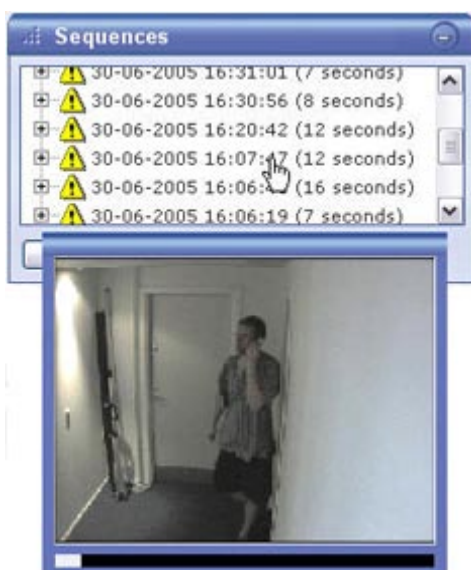 Sequences
30-06-2005 16:31:01 (7 seconds)
30-06-2005 16:30:56 (8 seconds)
30-06-2005 16:20:42 (12 seconds)
30-06-2005 16:07:47 (12 seconds)
30-06-2005 (16 seconds)
30-06-2005 16:06:19 (7 seconds)